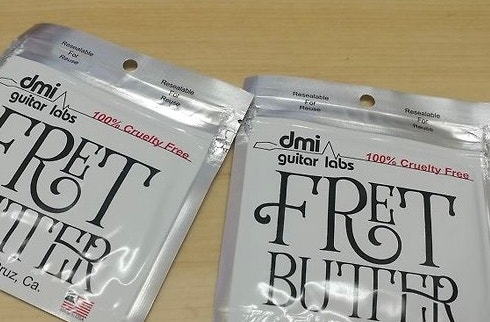 Resealable
For
Reuse
Resealable
For
Reuse
dmi
guitar labs
100% Cruelty Free
FRET
BUTTER
ruz, Ca.
Resealable
For
Reuse
Resealable
For
Reuse
dmi
guitar labs
100% Cruelty Free
FRET
BUTTER